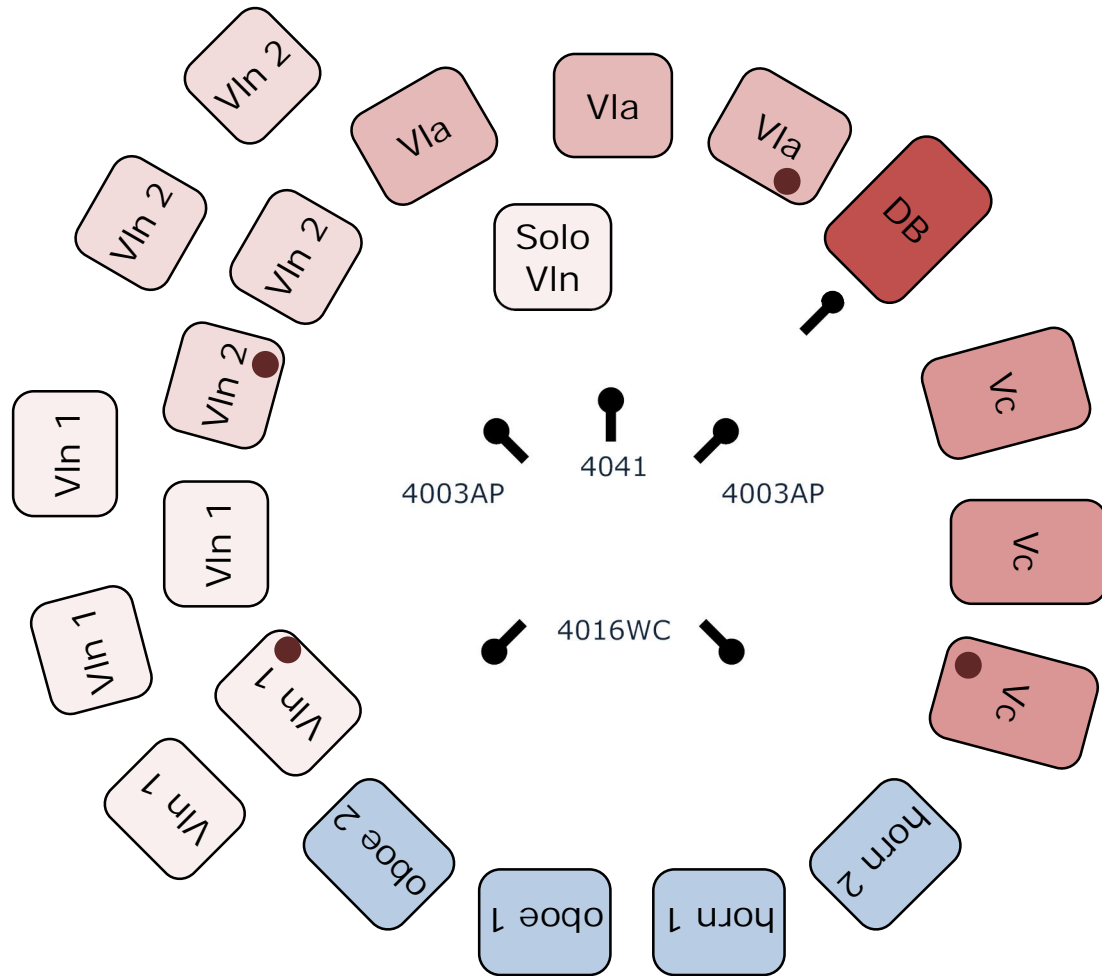 Vln 2
Vla
Vla
Vla
Vln 2
Vln 2
Solo
Vln
DB
Vln 2
Vc
Vln 1
4041
4003AP
4003AP
Vln 1
Vc
Vln 1
4016WC
Vln 1
Vc
Vln 1
oboe 2
horn 2
oboe 1
horn 1